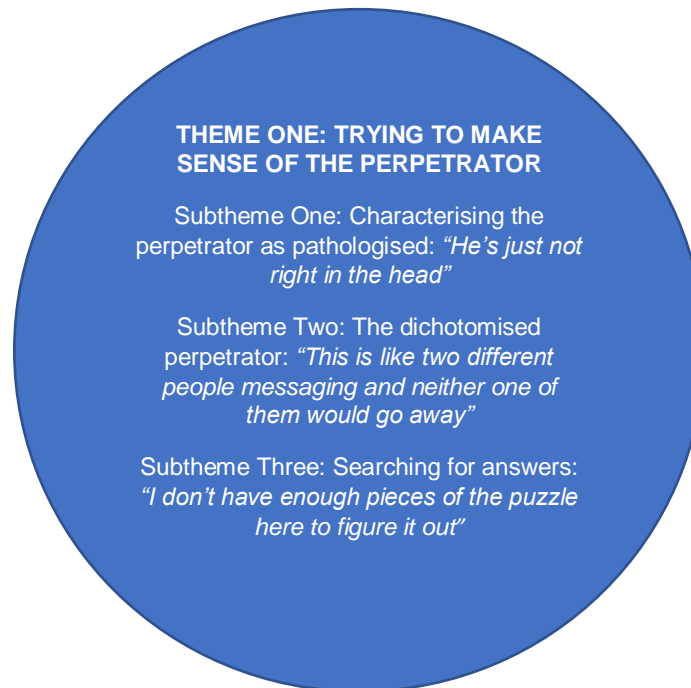 THEME ONE: TRYING TO MAKE
SENSE OF THE PERPETRATOR
Subtheme One: Characterising the
perpetrator as pathologised: “He’s just not
right in the head”
Subtheme Two: The dichotomised
perpetrator: “This is like two different
people messaging and neither one of
them would go away”
Subtheme Three: Searching for answers:
“I don’t have enough pieces of the puzzle
here to figure it out”